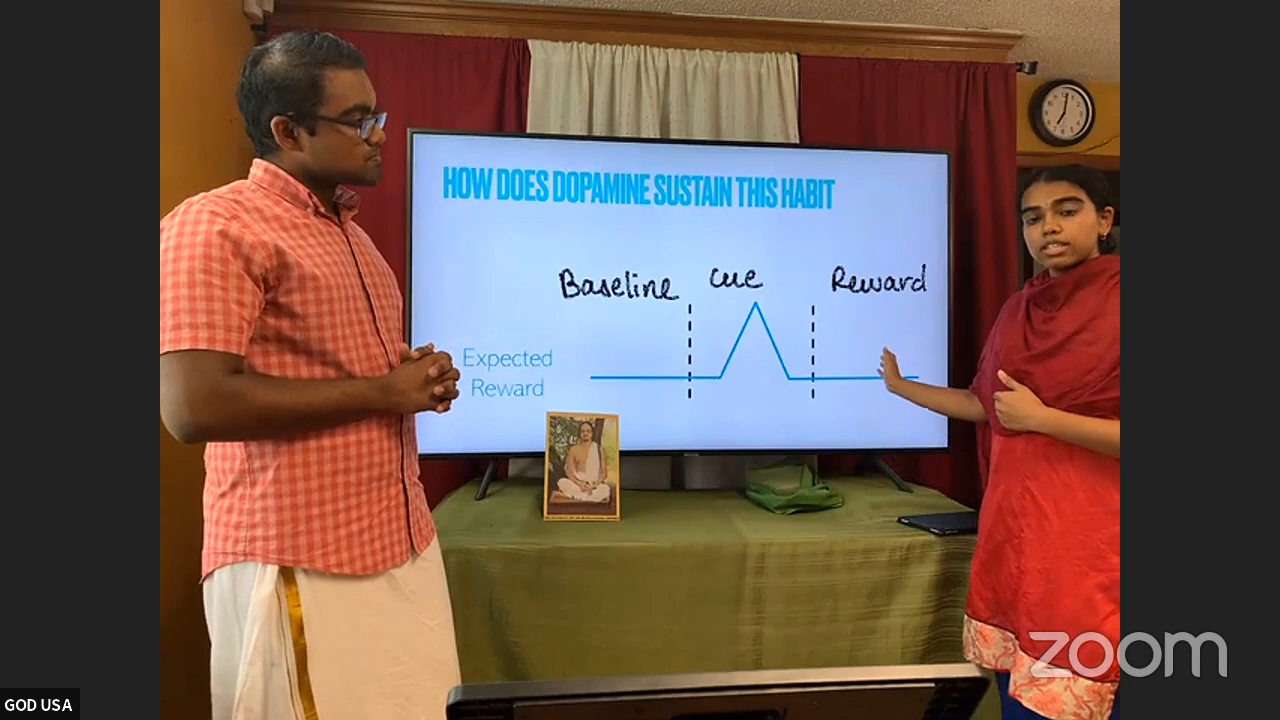 HOW DOES DOPAMINE SUSTAIN THIS HABIT
Baseline cue Reward
Expected
Reward
zoom
GOD USA